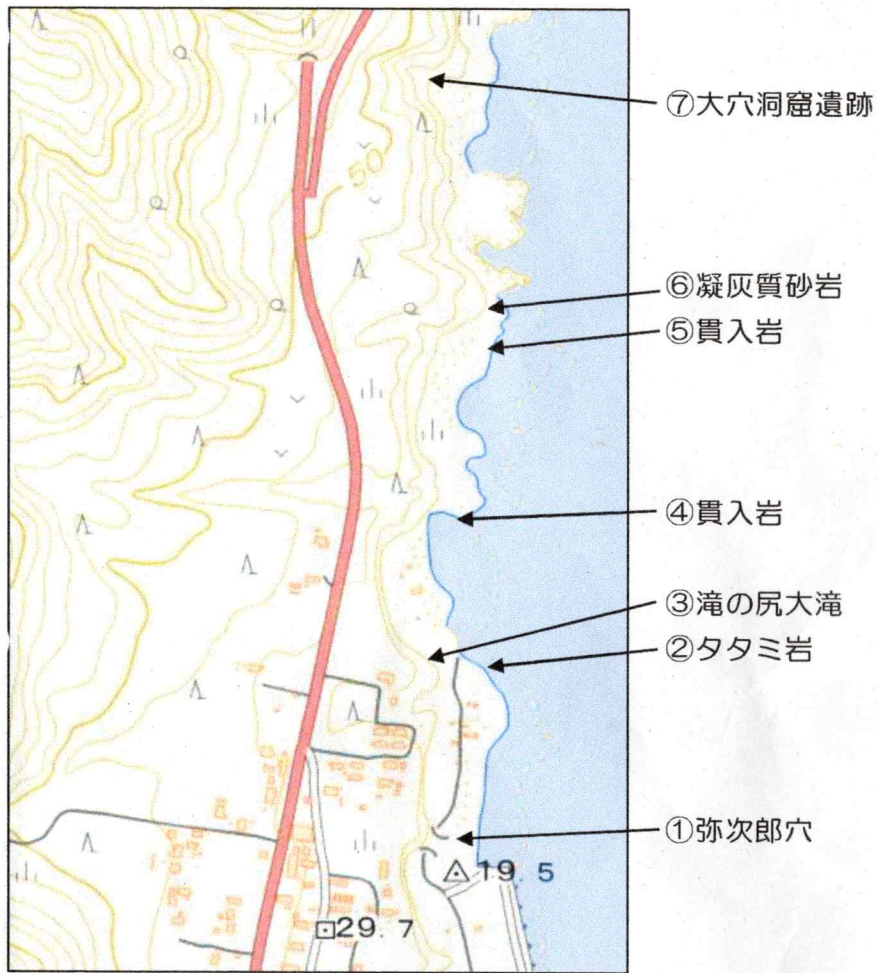 ⑦大穴洞窟遺跡
50
⑥凝灰質砂岩
⑤貫入岩
④貫入岩
③滝の尻大滝
②タタミ岩
①弥次郎穴
19.5
29.7